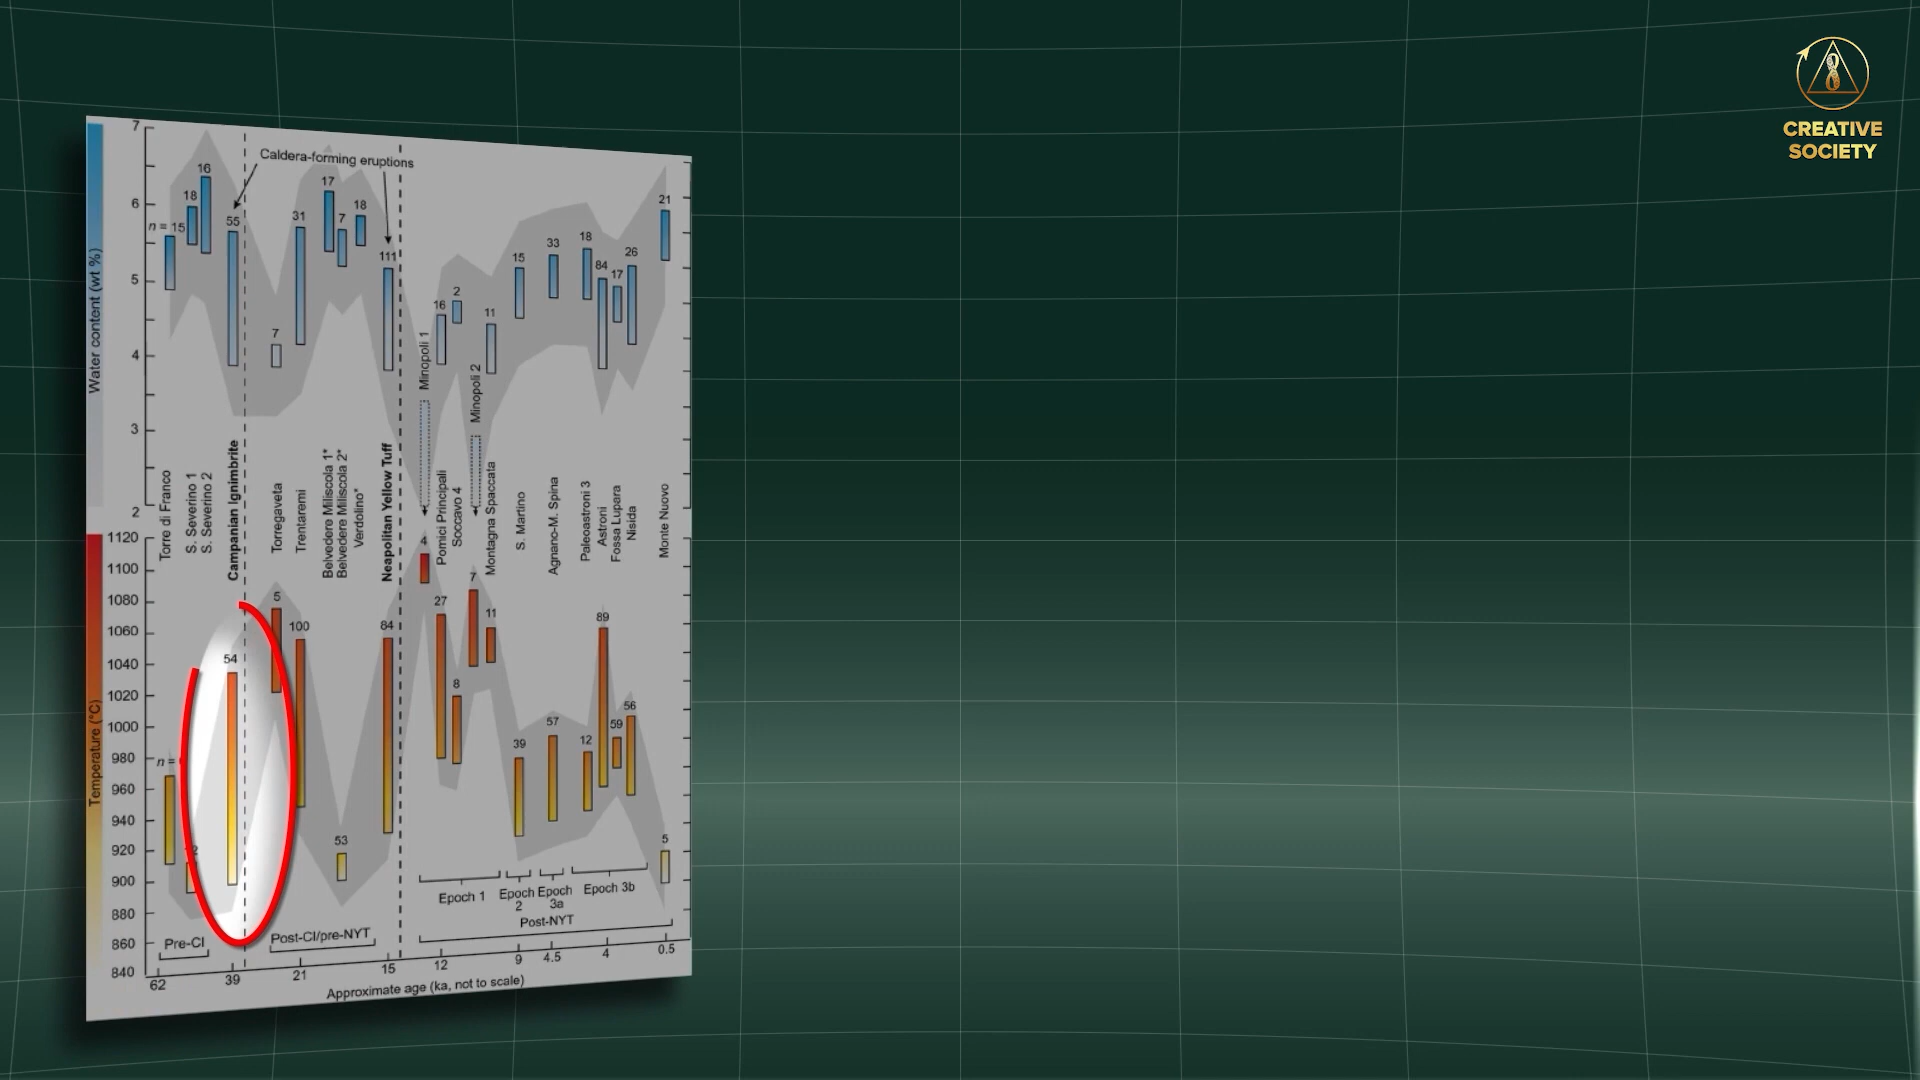 CREATIVE
SOCIETY
Caldera-forming eruptions
Water content (wt %)
7
6
5
4
3
2
n = 15
18
16
55
7
31
17
7
18
111
16
2
11
15
33
18
84
17
26
21
Torre di Franco
S. Severino 1
S. Severino 2
Campanian Ignimbrite
Torregaveta
Trentaremi
Belvedere Miliscola 1*
Belvedere Miliscola 2*
Verdolino*
Neapolitan Yellow Tuff
Minopoli 1
Pomici Principali
Soccavo 4
Minopoli 2
Montagna Spaccata
S. Martino
Agnano-M. Spina
Paleoastroni 3
Astroni
Fossa Lupara
Nisida
Monte Nuovo
Temperature (°C)
1120
1100
1080
1060
1040
1020
1000
980
960
940
920
900
880
860
840
n =
54
5
100
53
84
4
27
8
7
11
39
57
12
89
59
56
5
Epoch 1
Epoch 2
Epoch 3a
Epoch 3b
Pre-CI
Post-CI/pre-NYT
Post-NYT
62
39
21
15
12
9
4.5
4
0.5
Approximate age (ka, not to scale)